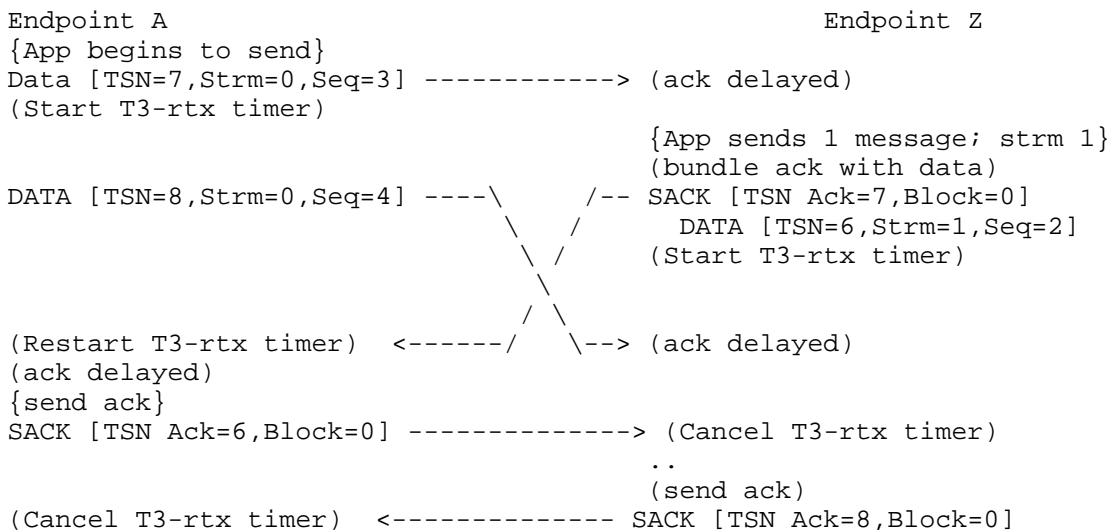 Endpoint A                                         Endpoint Z
{App begins to send}
Data [TSN=7,Strm=0,Seq=3] ------------> (ack delayed)
(Start T3-rtx timer)
                                        {App sends 1 message; strm 1}
                                        (bundle ack with data)
DATA [TSN=8,Strm=0,Seq=4] ----\     /-- SACK [TSN Ack=7,Block=0]
                               \   /     DATA [TSN=6,Strm=1,Seq=2]
                                \ /     (Start T3-rtx timer)
                                 \
                                / \
(Restart T3-rtx timer)  <------/   \--> (ack delayed)
(ack delayed)
{send ack}
SACK [TSN Ack=6,Block=0] --------------> (Cancel T3-rtx timer)
                                        ..
                                        (send ack)
(Cancel T3-rtx timer)  <-------------- SACK [TSN Ack=8,Block=0]